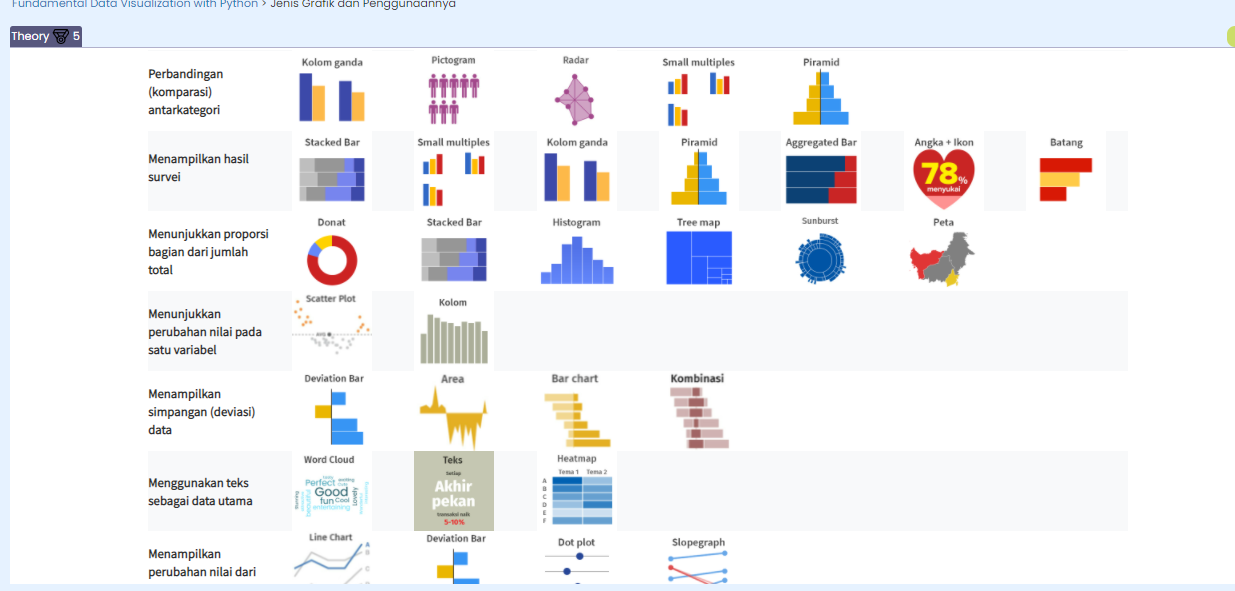 Fundamental Data Visualization with Python > Jenis Grafik dan Penggunaannya
Theory 5
Perbandingan
(komparasi)
antarkategori
Kolom ganda
Pictogram
Radar
Small multiples
Piramid
Menampilkan hasil
survei
Stacked Bar
Small multiples
Kolom ganda
Piramid
Aggregated Bar
Angka + Ikon
78%
menyukai
Batang
Menunjukkan proporsi
bagian dari jumlah
total
Donat
Stacked Bar
Histogram
Tree map
Sunburst
Peta
Menunjukkan
perubahan nilai pada
satu variabel
Scatter Plot
Kolom
Menampilkan
simpangan (deviasi)
data
Deviation Bar
Area
Bar chart
Kombinasi
Menggunakan teks
sebagai data utama
Word Cloud
Perfect
Good
fun Cool
Lovely
entertaining
Teks
Setiap
Akhir
pekan
transaksi naik
5-10%
Heatmap
Tema 1 Tema 2
A
B
C
D
E
F
Menampilkan
perubahan nilai dari
Line Chart
A
B
C
Deviation Bar
Dot plot
Slopegraph